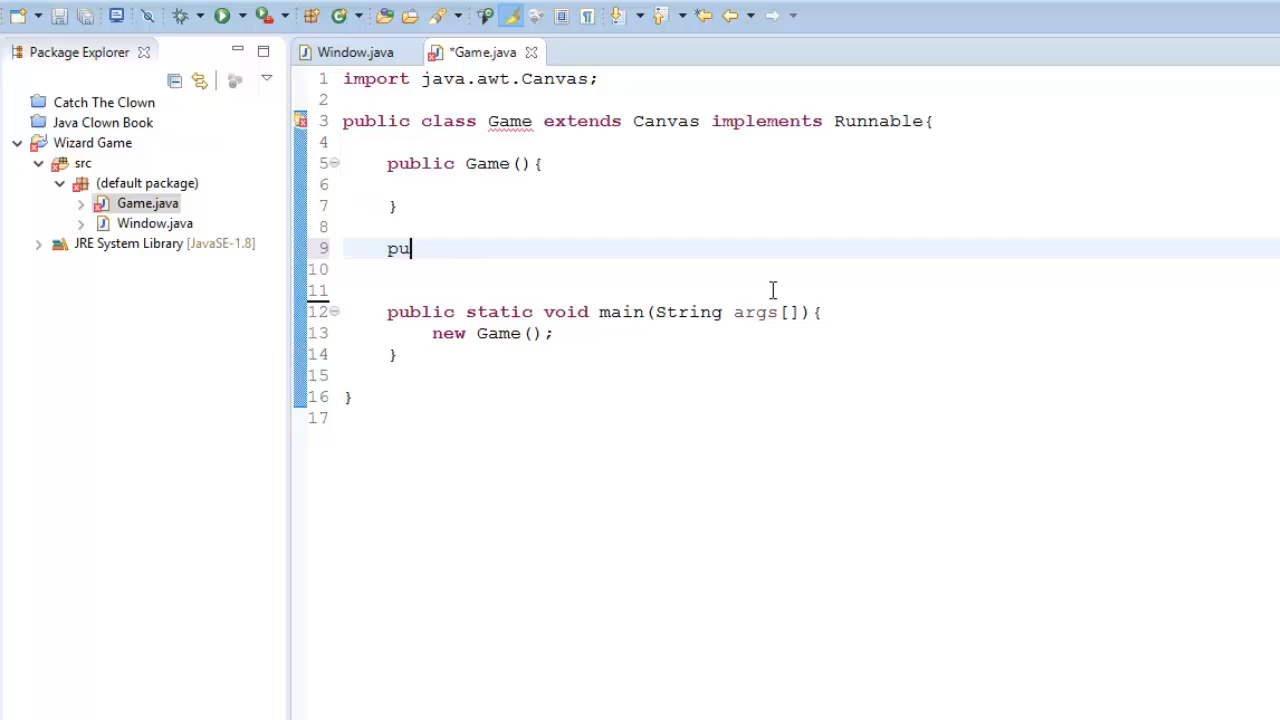 Package Explorer
Catch The Clown
Java Clown Book
Wizard Game
src
(default package)
Game.java
Window.java
JRE System Library [JavaSE-1.8]
Window.java
*Game.java
1 import java.awt.Canvas;
2
3 public class Game extends Canvas implements Runnable{
4
5 public Game(){
6
7 }
8
9 pu
10
11
12 public static void main(String args[]){
13 new Game();
14 }
15
16 }
17